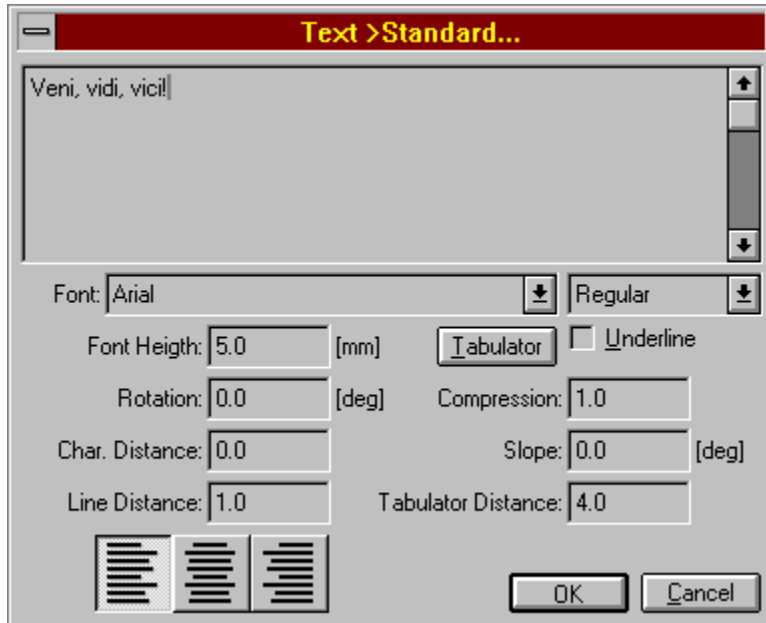 Text >Standard...
Veni, vidi, vici!
Font: Arial Regular
Font Heigth: 5.0 [mm] Tabulator Underline
Rotation: 0.0 [deg] Compression: 1.0
Char. Distance: 0.0 Slope: 0.0 [deg]
Line Distance: 1.0 Tabulator Distance: 4.0
OK Cancel